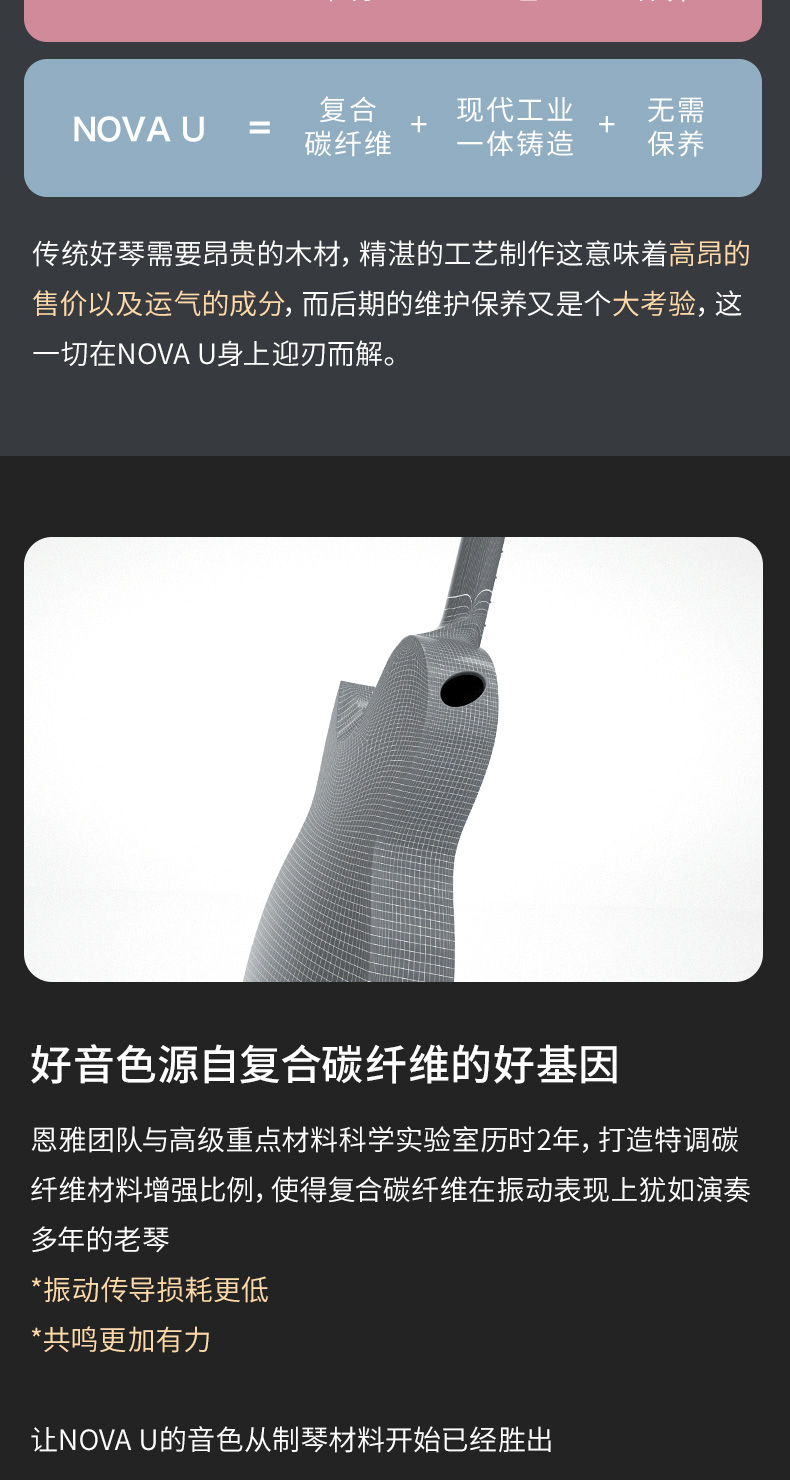 NOVA U = 复合碳纤维 + 现代工业一体铸造 + 无需保养
传统好琴需要昂贵的木材，精湛的工艺制作这意味着高昂的
售价以及运气的成分，而后期的维护保养又是个大考验，这
一切在NOVA U身上迎刃而解。
好音色源自复合碳纤维的好基因
恩雅团队与高级重点材料科学实验室历时2年，打造特调碳
纤维材料增强比例，使得复合碳纤维在振动表现上犹如演奏
多年的老琴
*振动传导损耗更低
*共鸣更加有力
让NOVA U的音色从制琴材料开始已经胜出